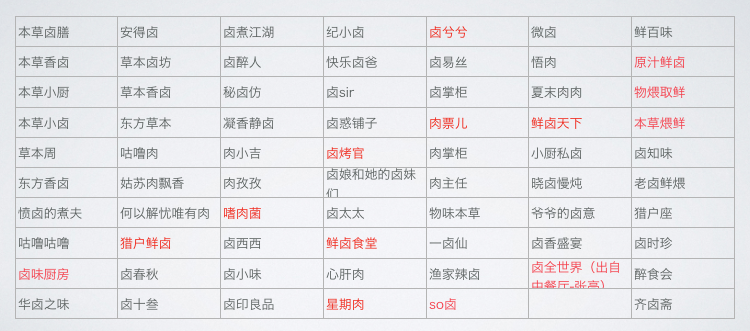 本草卤膳 安得卤 卤煮江湖 纪小卤 卤兮兮 微卤 鲜百味
本草香卤 草本卤坊 卤醉人 快乐卤爸 卤易丝 悟肉 原汁鲜卤
本草小厨 草本香卤 秘卤仿 卤sir 卤掌柜 夏末肉肉 物煨取鲜
本草小卤 东方草本 凝香静卤 卤惑铺子 肉票儿 鲜卤天下 本草煨鲜
草本周 咕噜肉 肉小吉 卤烤官 肉掌柜 小厨私卤 卤知味
东方香卤 姑苏肉飘香 肉孜孜 卤娘和她的卤妹们 肉主任 晓卤慢炖 老卤鲜煨
愤卤的煮夫 何以解忧唯有肉 嗜肉菌 卤太太 物味本草 爷爷的卤意 猎户座
咕噜咕噜 猎户鲜卤 卤西西 鲜卤食堂 一卤仙 卤香盛宴 卤时珍
卤味厨房 卤春秋 卤小味 心肝肉 渔家辣卤 卤全世界（出自中餐厅-张亮） 醉食会
华卤之味 卤十叁 卤印良品 星期肉 so卤 齐卤斋